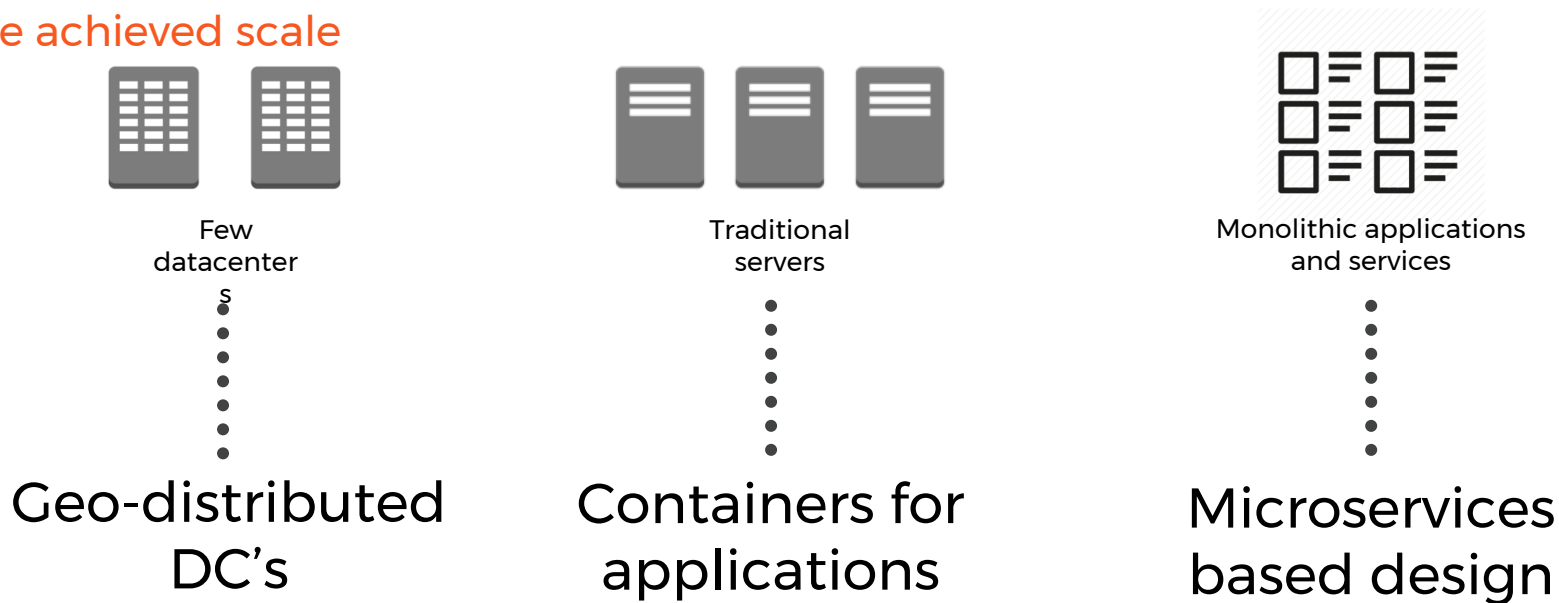 e achieved scale
Few
datacenter
s
Traditional
servers
Monolithic applications
and services
Geo-distributed
DC’s
Containers for
applications
Microservices
based design